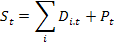 S_t = ∑_i D_{i.t} + P_t